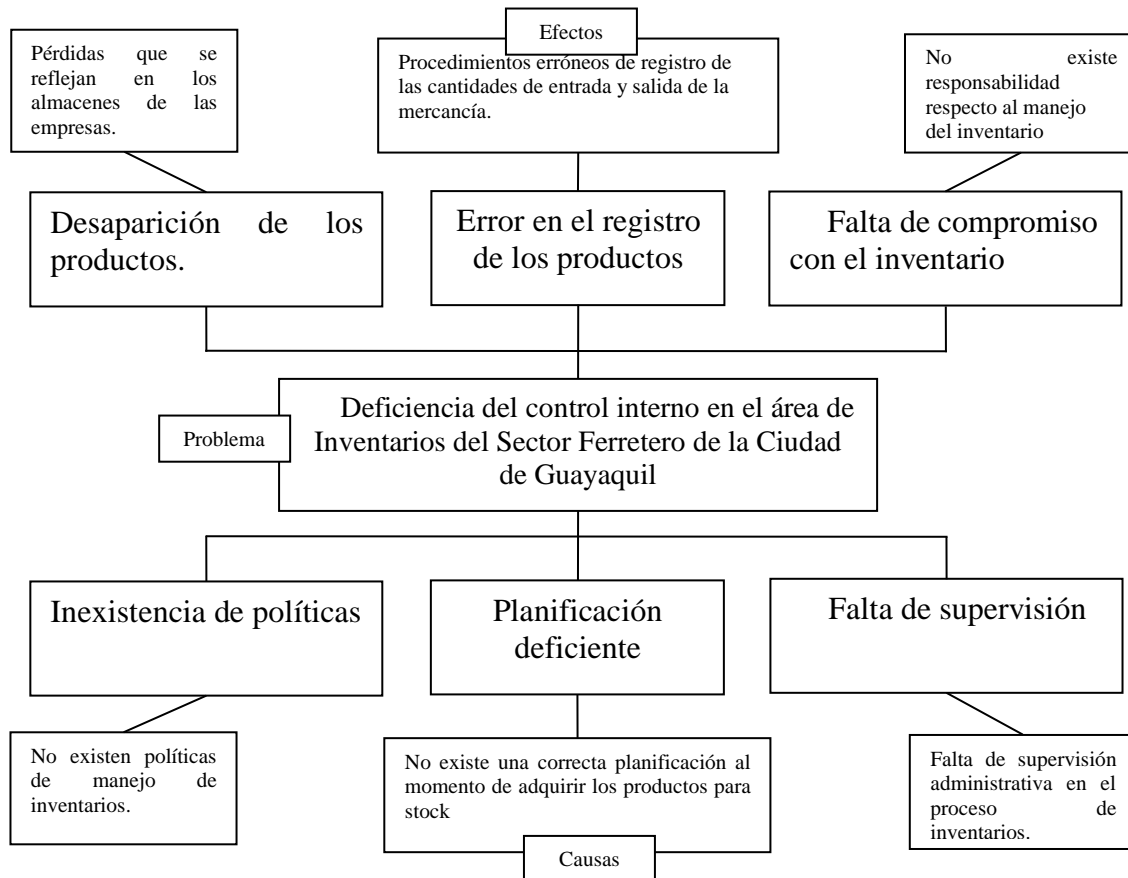 Efectos
Pérdidas que se
reflejan en los
almacenes de las
empresas.
Procedimientos erróneos de registro de
las cantidades de entrada y salida de la
mercancía.
No existe
responsabilidad
respecto al manejo
del inventario
Desaparición de los
productos.
Error en el registro
de los productos
Falta de compromiso
con el inventario
Problema
Deficiencia del control interno en el área de
Inventarios del Sector Ferretero de la Ciudad
de Guayaquil
Inexistencia de políticas
Planificación
deficiente
Falta de supervisión
No existen políticas
de manejo de
inventarios.
No existe una correcta planificación al
momento de adquirir los productos para
stock
Falta de supervisión
administrativa en el
proceso de
inventarios.
Causas